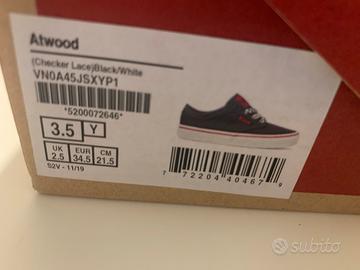 Atwood
(Checker Lace)Black/White
VN0A45JSXYP1
*5200072646*
3.5 Y
UK EUR CM
2.5 34.5 21.5
S2V - 11/19
7 72204 40467 9
subito